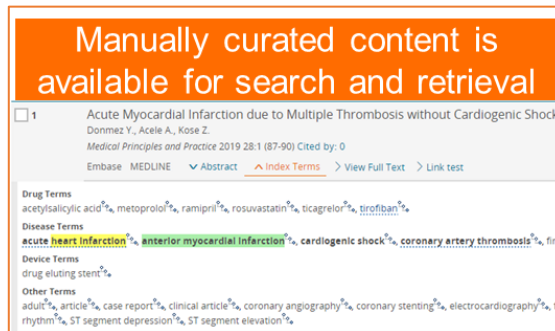 Manually curated content is
available for search and retrieval
1 Acute Myocardial Infarction due to Multiple Thrombosis without Cardiogenic Shock
Donmez Y., Acele A., Kose Z.
Medical Principles and Practice 2019 28:1 (87-90) Cited by: 0
Embase MEDLINE Abstract Index Terms View Full Text Link test
Drug Terms
acetylsalicylic acid, metoprolol, ramipril, rosuvastatin, ticagrelor, tirofiban
Disease Terms
acute heart infarction, anterior myocardial infarction, cardiogenic shock, coronary artery thrombosis,
Device Terms
drug eluting stent
Other Terms
adult, article, case report, clinical article, coronary angiography, coronary stenting, electrocardiography,
rhythm, ST segment depression, ST segment elevation